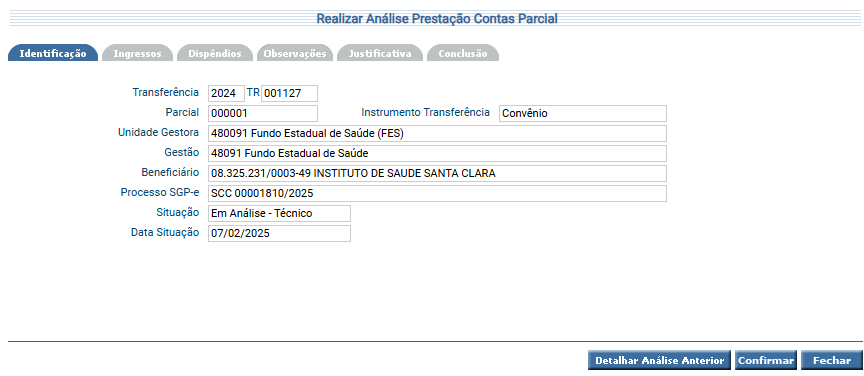 Realizar Análise Prestação Contas Parcial
Identificação Ingressos Dispêndios Observações Justificativa Conclusão
Transferência 2024 TR 001127
Parcial 000001 Instrumento Transferência Convênio
Unidade Gestora 480091 Fundo Estadual de Saúde (FES)
Gestão 48091 Fundo Estadual de Saúde
Beneficiário 08.325.231/0003-49 INSTITUTO DE SAUDE SANTA CLARA
Processo SGP-e SCC 00001810/2025
Situação Em Análise - Técnico
Data Situação 07/02/2025
Detalhar Análise Anterior Confirmar Fechar